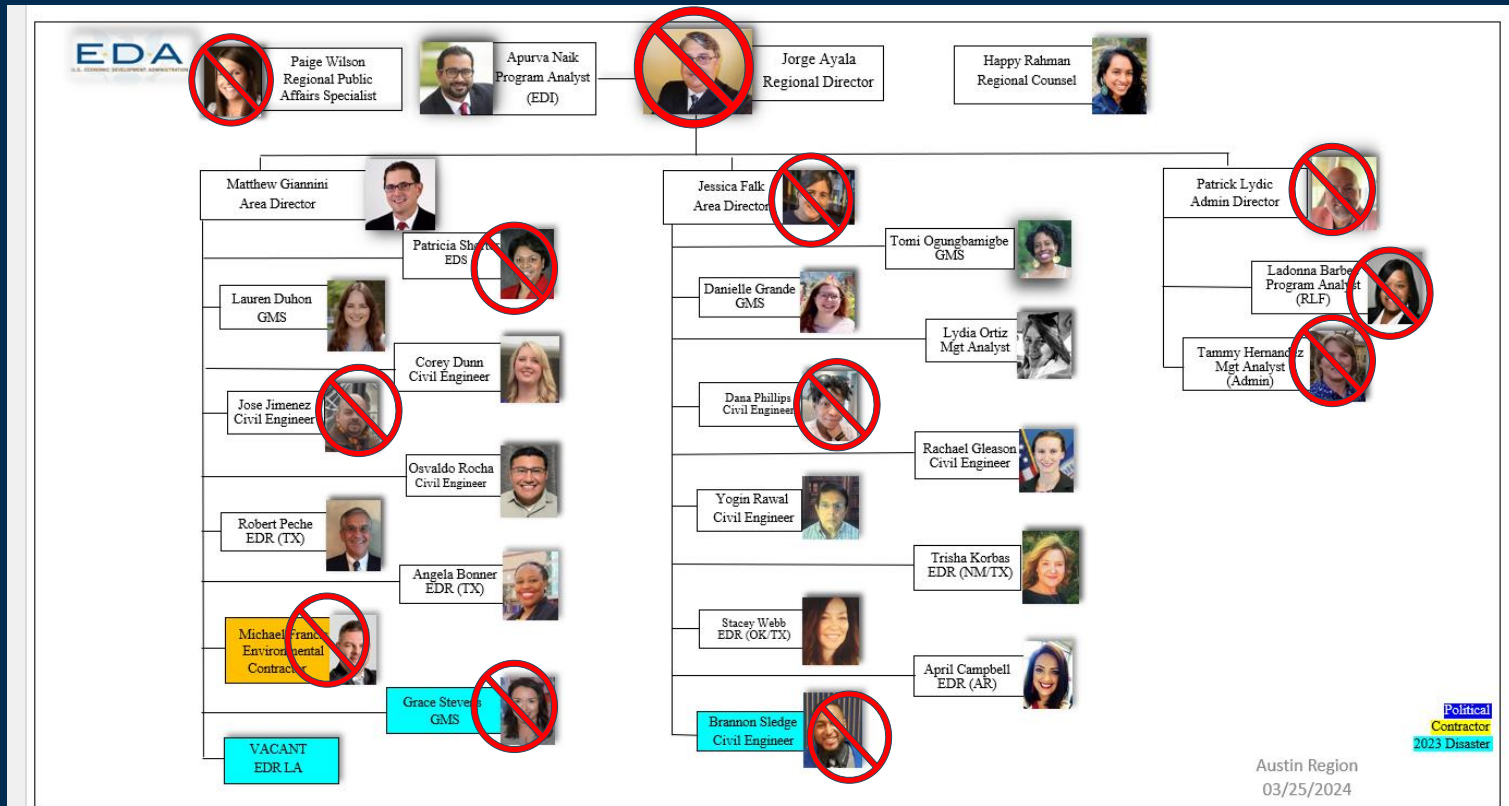 EDA
U.S. ECONOMIC DEVELOPMENT ADMINISTRATION
Paige Wilson
Regional Public
Affairs Specialist
Apurva Naik
Program Analyst
(EDI)
Jorge Ayala
Regional Director
Happy Rahman
Regional Counsel
Matthew Giannini
Area Director
Jessica Falk
Area Director
Patrick Lydic
Admin Director
Patricia
EDS
Tomi Ogungbamigbe
GMS
Ladonna
Program Analyst
(RLF)
Lauren Duhon
GMS
Danielle Grande
GMS
Lydia Ortiz
Mgt Analyst
Corey Dunn
Civil Engineer
Tammy Hernandez
Mgt Analyst
(Admin)
Jose Jimenez
Civil Engineer
Dana Phillips
Civil Engineer
Rachael Gleason
Civil Engineer
Osvaldo Rocha
Civil Engineer
Yogin Rawal
Civil Engineer
Robert Peche
EDR (TX)
Trisha Korbas
EDR (NM/TX)
Angela Bonner
EDR (TX)
Stacey Webb
EDR (OK/TX)
Michael Francis
Environmental
Contractor
April Campbell
EDR (AR)
Grace Stevens
GMS
Brannon Sledge
Civil Engineer
VACANT
EDR LA
Political
Contractor
2023 Disaster
Austin Region
03/25/2024